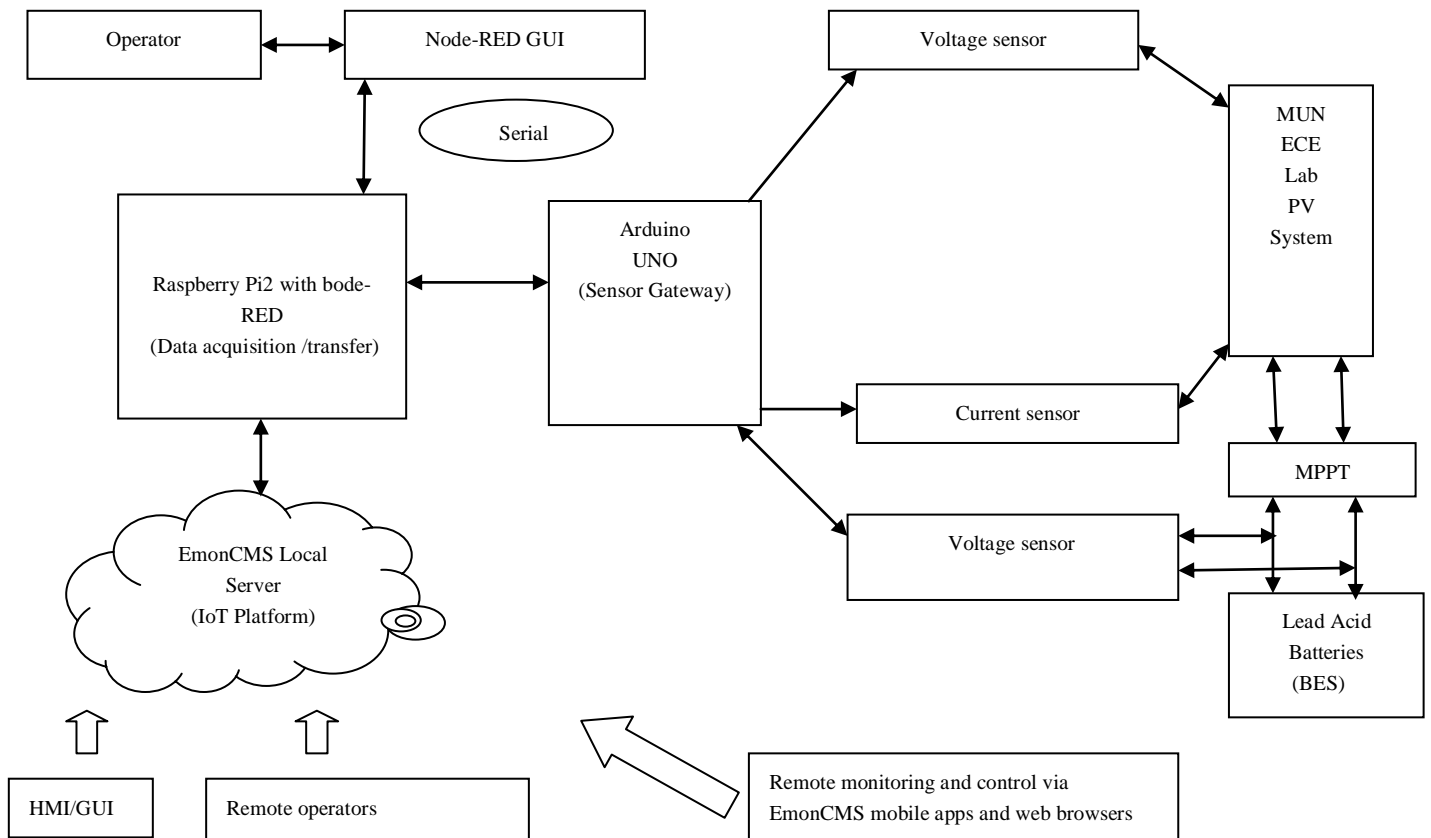 Operator
Node-RED GUI
Voltage sensor
Serial
MUN
ECE
Lab
PV
System
Raspberry Pi2 with bode-
RED
(Data acquisition /transfer)
Arduino
UNO
(Sensor Gateway)
Current sensor
MPPT
Voltage sensor
EmonCMS Local
Server
(IoT Platform)
Lead Acid
Batteries
(BES)
HMI/GUI
Remote operators
Remote monitoring and control via
EmonCMS mobile apps and web browsers